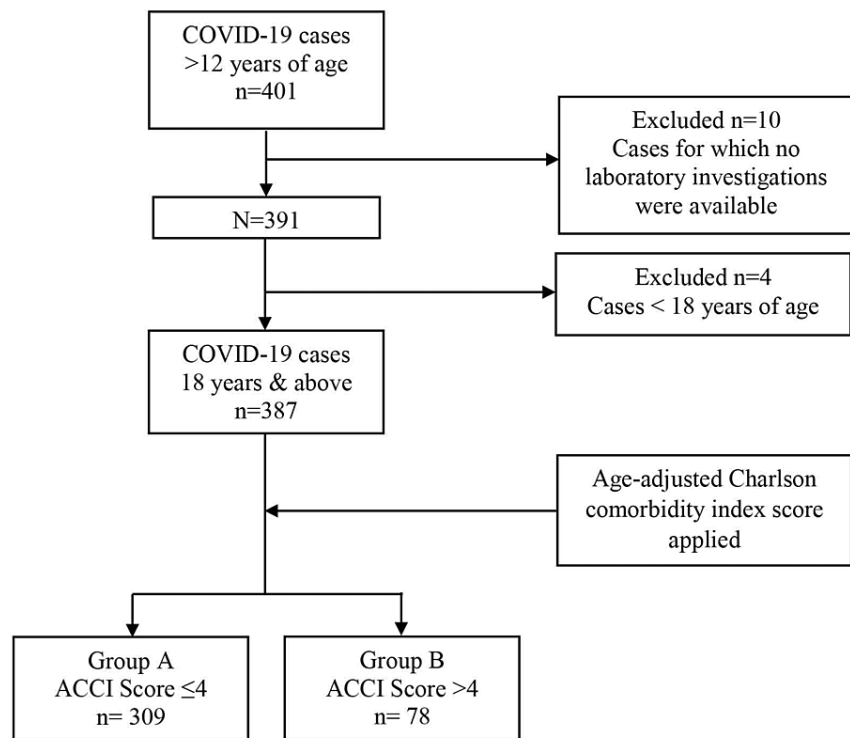 COVID-19 cases
>12 years of age
n=401
Excluded n=10
Cases for which no
laboratory investigations
were available
N=391
Excluded n=4
Cases < 18 years of age
COVID-19 cases
18 years & above
n=387
Age-adjusted Charlson
comorbidity index score
applied
Group A
ACCI Score ≤4
n= 309
Group B
ACCI Score >4
n= 78